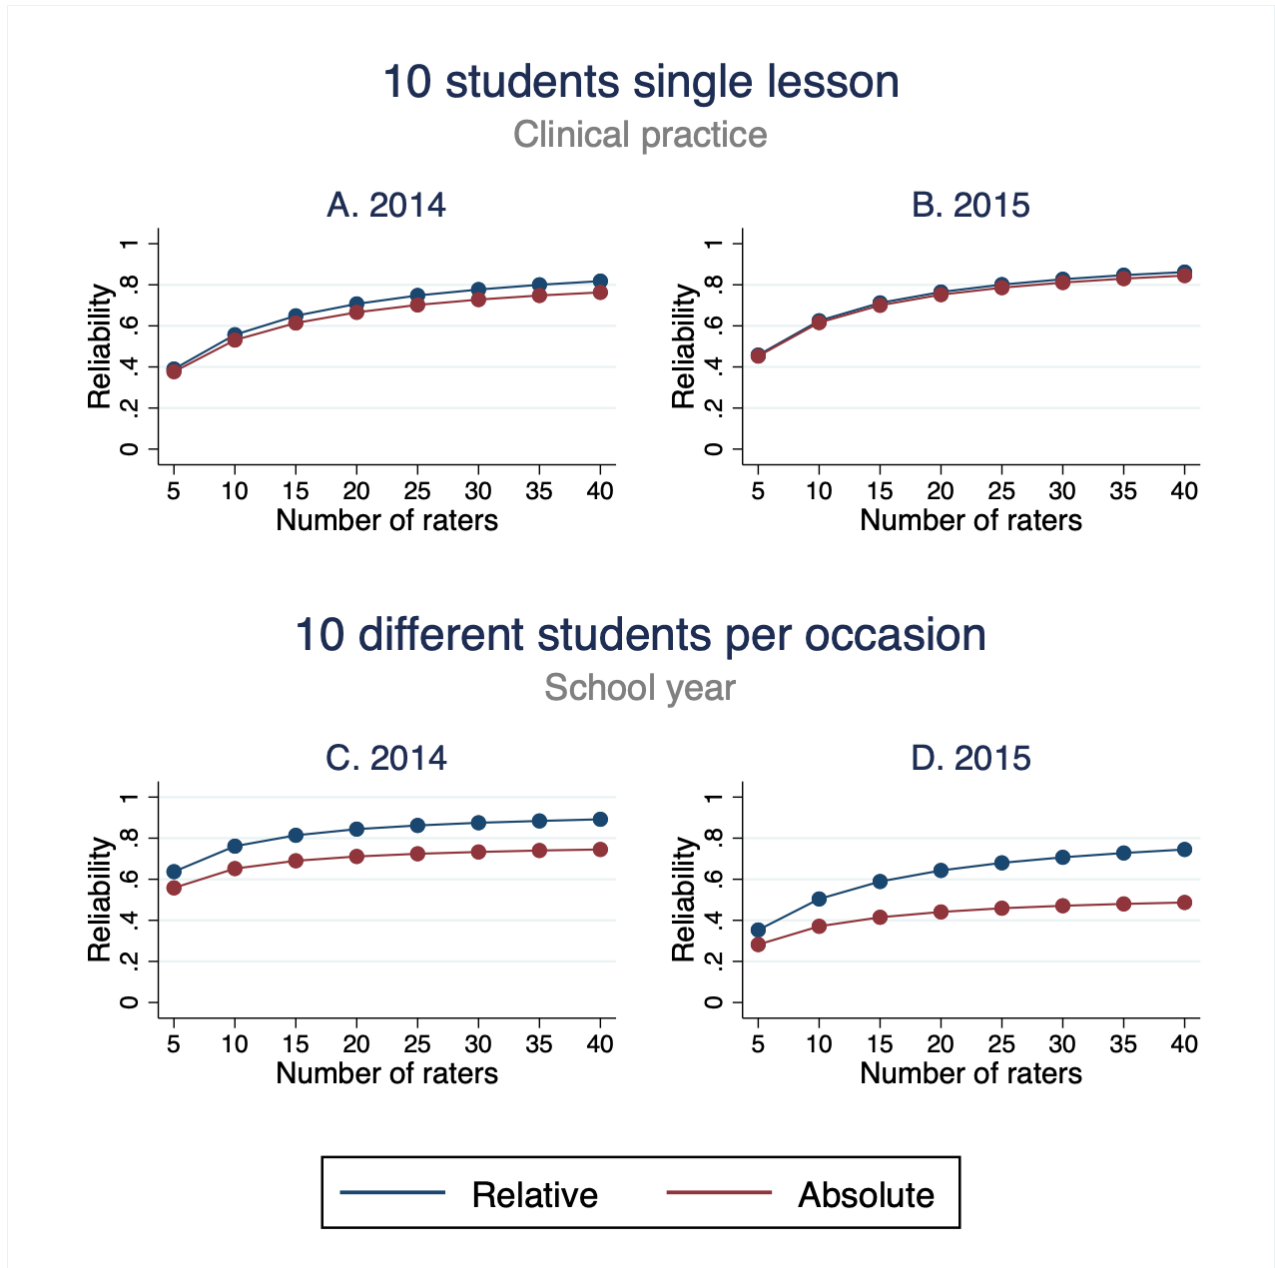 10 students single lesson
Clinical practice
A. 2014
Reliability
1
.8
.6
.4
.2
0
5 10 15 20 25 30 35 40
Number of raters
B. 2015
Reliability
1
.8
.6
.4
.2
0
5 10 15 20 25 30 35 40
Number of raters
10 different students per occasion
School year
C. 2014
Reliability
1
.8
.6
.4
.2
0
5 10 15 20 25 30 35 40
Number of raters
D. 2015
Reliability
1
.8
.6
.4
.2
0
5 10 15 20 25 30 35 40
Number of raters
Relative Absolute